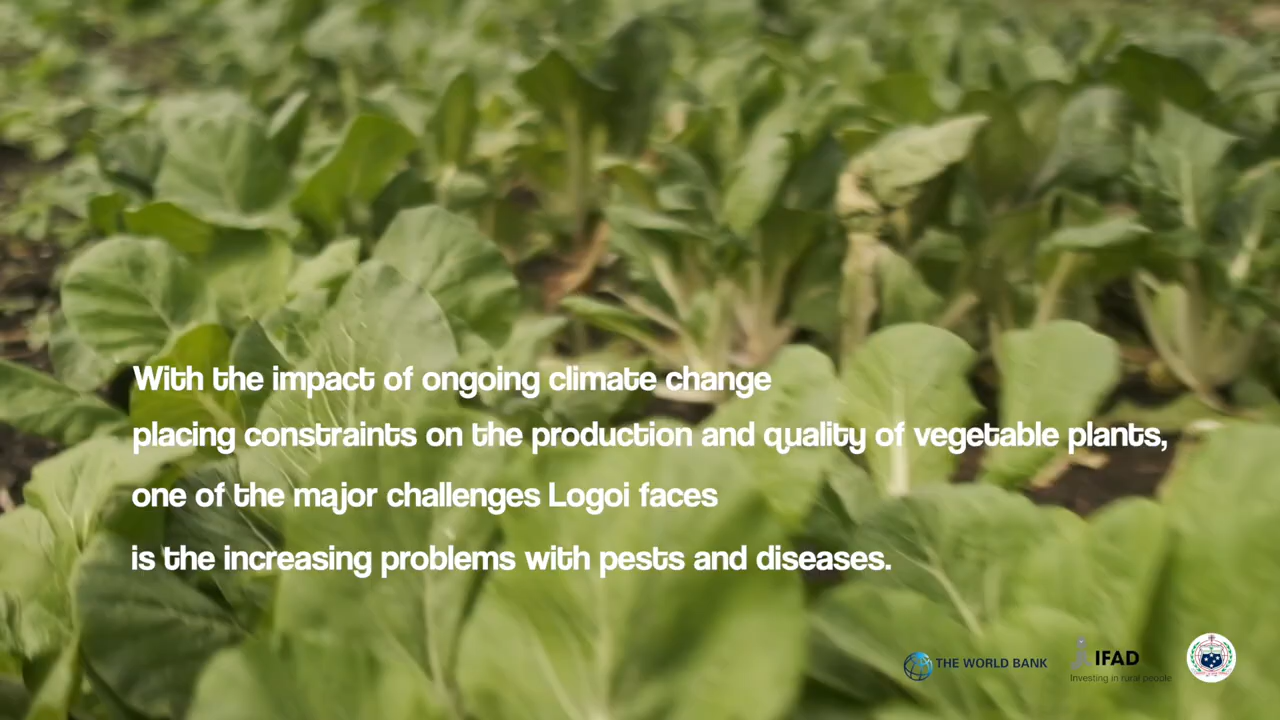 With the impact of ongoing climate change
placing constraints on the production and quality of vegetable plants,
one of the major challenges Logoi faces
is the increasing problems with pests and diseases.
THE WORLD BANK
IFAD
Investing in rural people